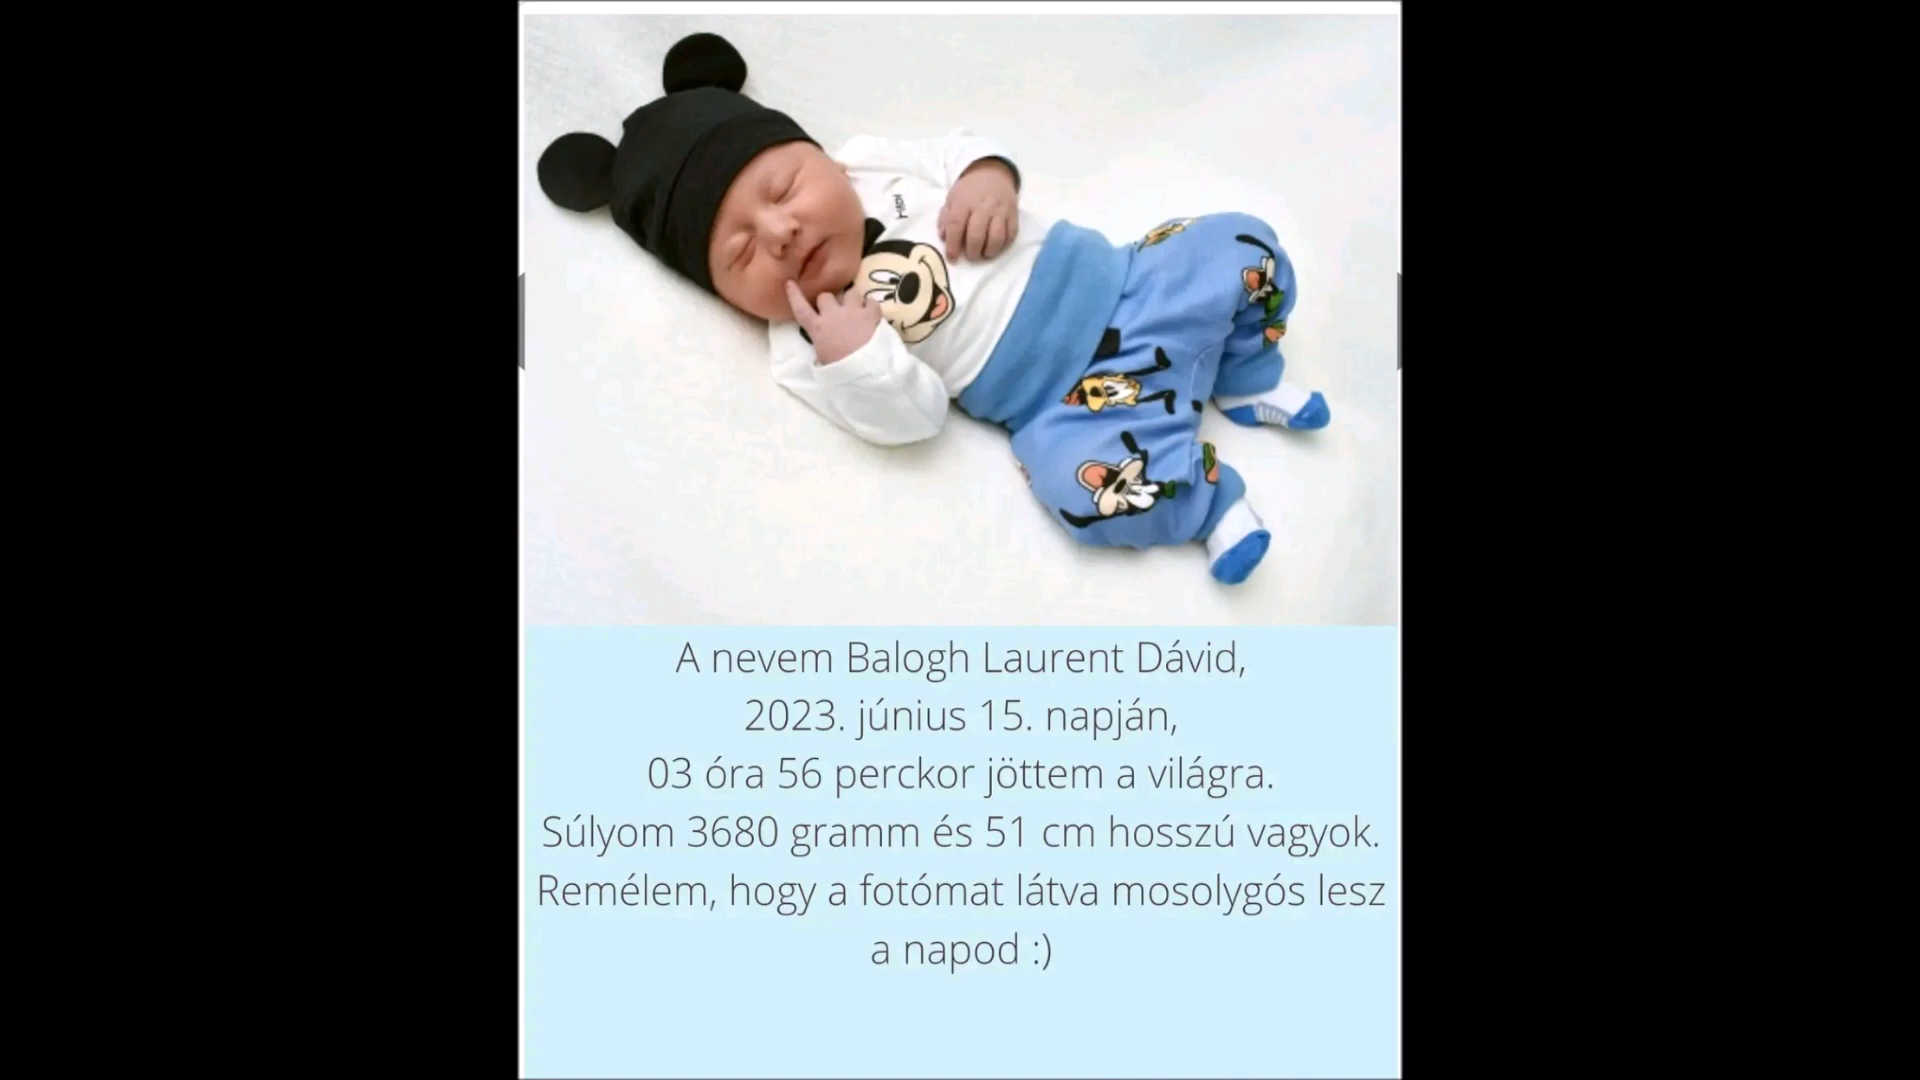 A nevem Balogh Laurent Dávid,
2023. június 15. napján,
03 óra 56 perckor jöttem a világra.
Súlyom 3680 gramm és 51 cm hosszú vagyok.
Remélem, hogy a fotómat látva mosolygós lesz
a napod :)